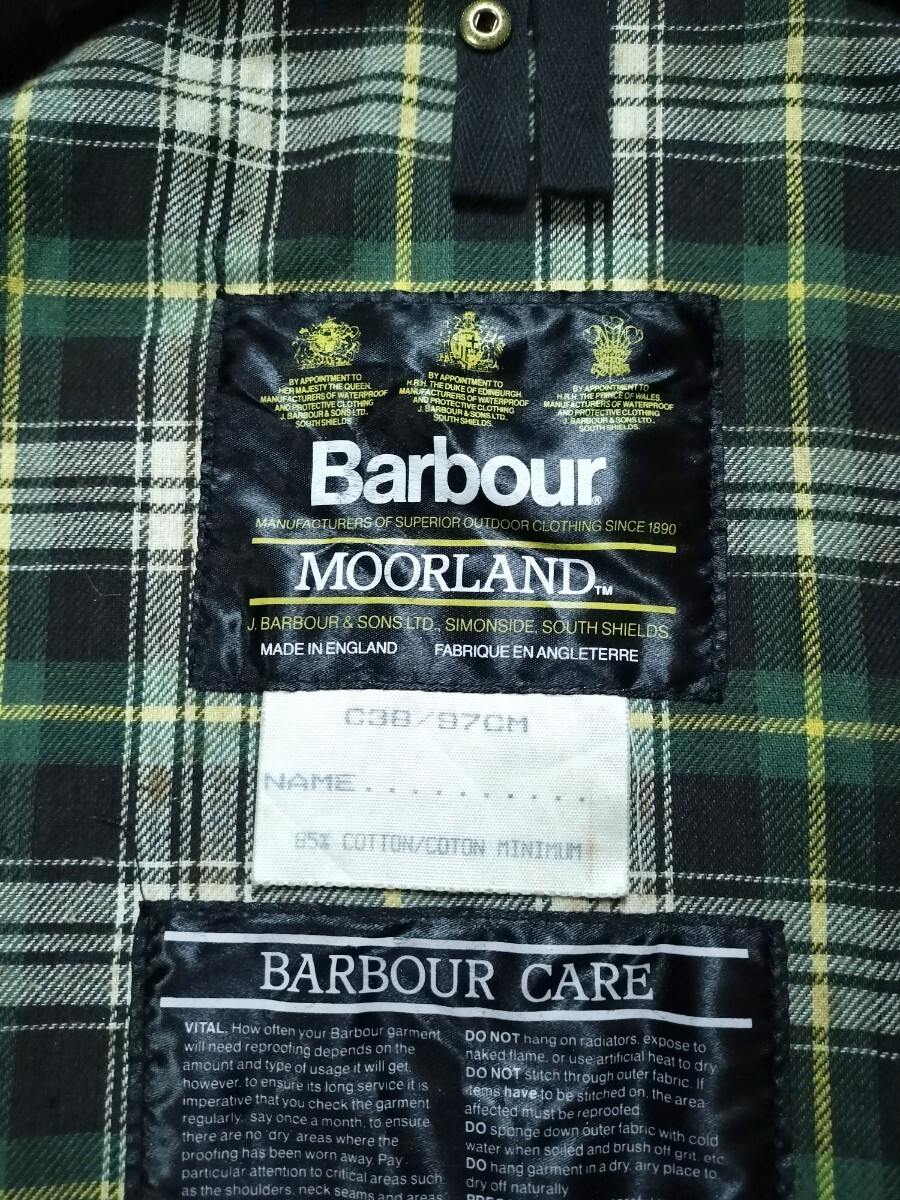 BY APPOINTMENT TO
HER MAJESTY THE QUEEN.
MANUFACTURERS OF WATERPROOF
AND PROTECTIVE CLOTHING
J. BARBOUR & SONS LTD.
SOUTH SHIELDS
BY APPOINTMENT TO
H.R.H. THE DUKE OF EDINBURGH
MANUFACTURERS OF WATERPROOF
AND PROTECTIVE CLOTHING
J. BARBOUR & SONS LTD.
SOUTH SHIELDS.
BY APPOINTMENT TO
H.R.H. THE PRINCE OF WALES.
MANUFACTURERS OF WATERPROOF
AND PROTECTIVE CLOTHING
J. BARBOUR & SONS LTD.,
SOUTH SHIELDS.
Barbour®
MANUFACTURERS OF SUPERIOR OUTDOOR CLOTHING SINCE 1890
MOORLAND™
J. BARBOUR & SONS LTD., SIMONSIDE, SOUTH SHIELDS.
MADE IN ENGLAND FABRIQUE EN ANGLETERRE
C38/97CM
NAME..........
85% COTTON/COTON MINIMUM
BARBOUR CARE
VITAL. How often your Barbour garment
will need reproofing depends on the
amount and type of usage it will get,
however, to ensure its long service it is
imperative that you check the garment
regularly, say once a month, to ensure
there are no 'dry' areas where the
proofing has been worn away. Pay
particular attention to critical areas such
as the shoulders, neck seams and areas
DO NOT hang on radiators, expose to
naked flame, or use artificial heat to dry.
DO NOT stitch through outer fabric. If
items have to be stitched on, the area
affected must be reproofed.
DO sponge down outer fabric with cold
water when soiled and brush off grit, etc.
DO hang garment in a dry, airy place to
dry off naturally